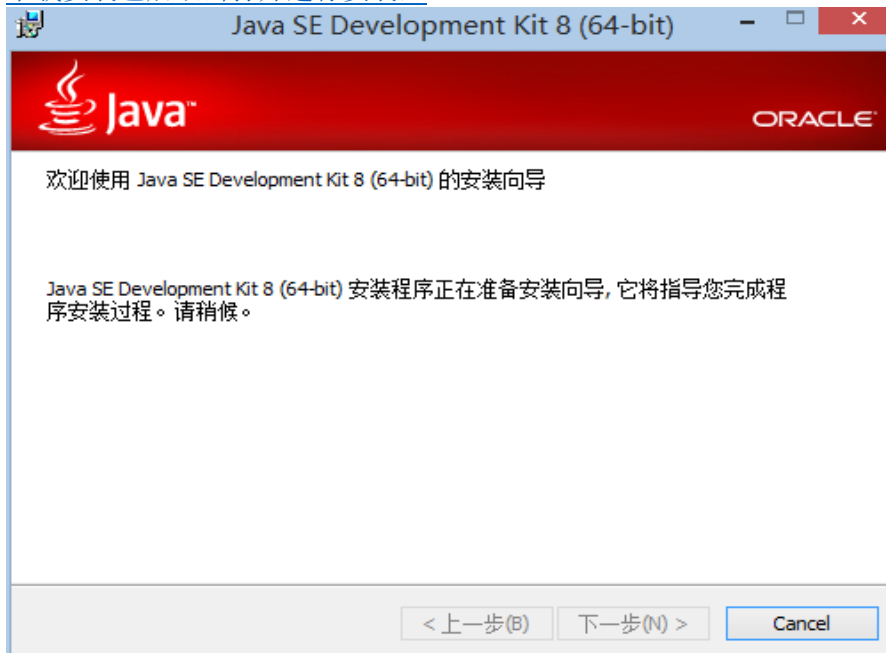 Java SE Development Kit 8 (64-bit)
Java™
ORACLE
欢迎使用 Java SE Development Kit 8 (64-bit) 的安装向导
Java SE Development Kit 8 (64-bit) 安装程序正在准备安装向导, 它将指导您完成程
序安装过程。请稍候。
<上一步(B) 下一步(N) > Cancel